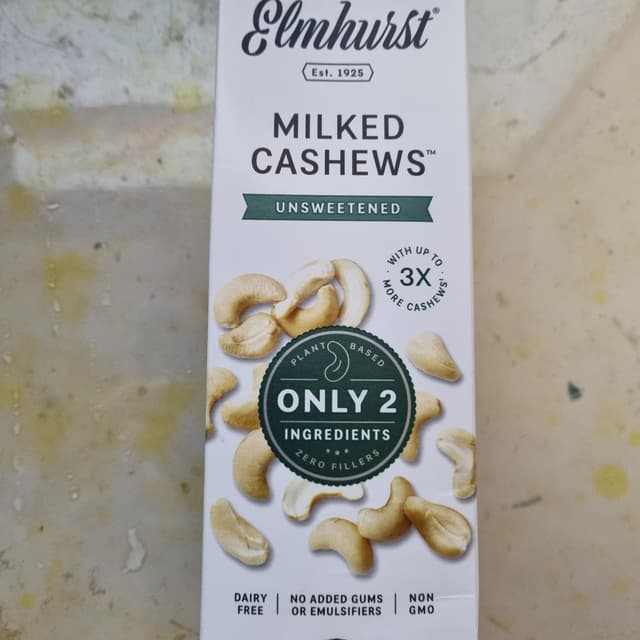 Elmhurst®
Est. 1925
MILKED
CASHEWS™
UNSWEETENED
WITH UP TO
3X
MORE CASHEWS*
PLANT BASED
ONLY 2
INGREDIENTS
ZERO FILLERS
DAIRY
FREE
NO ADDED GUMS
OR EMULSIFIERS
NON
GMO